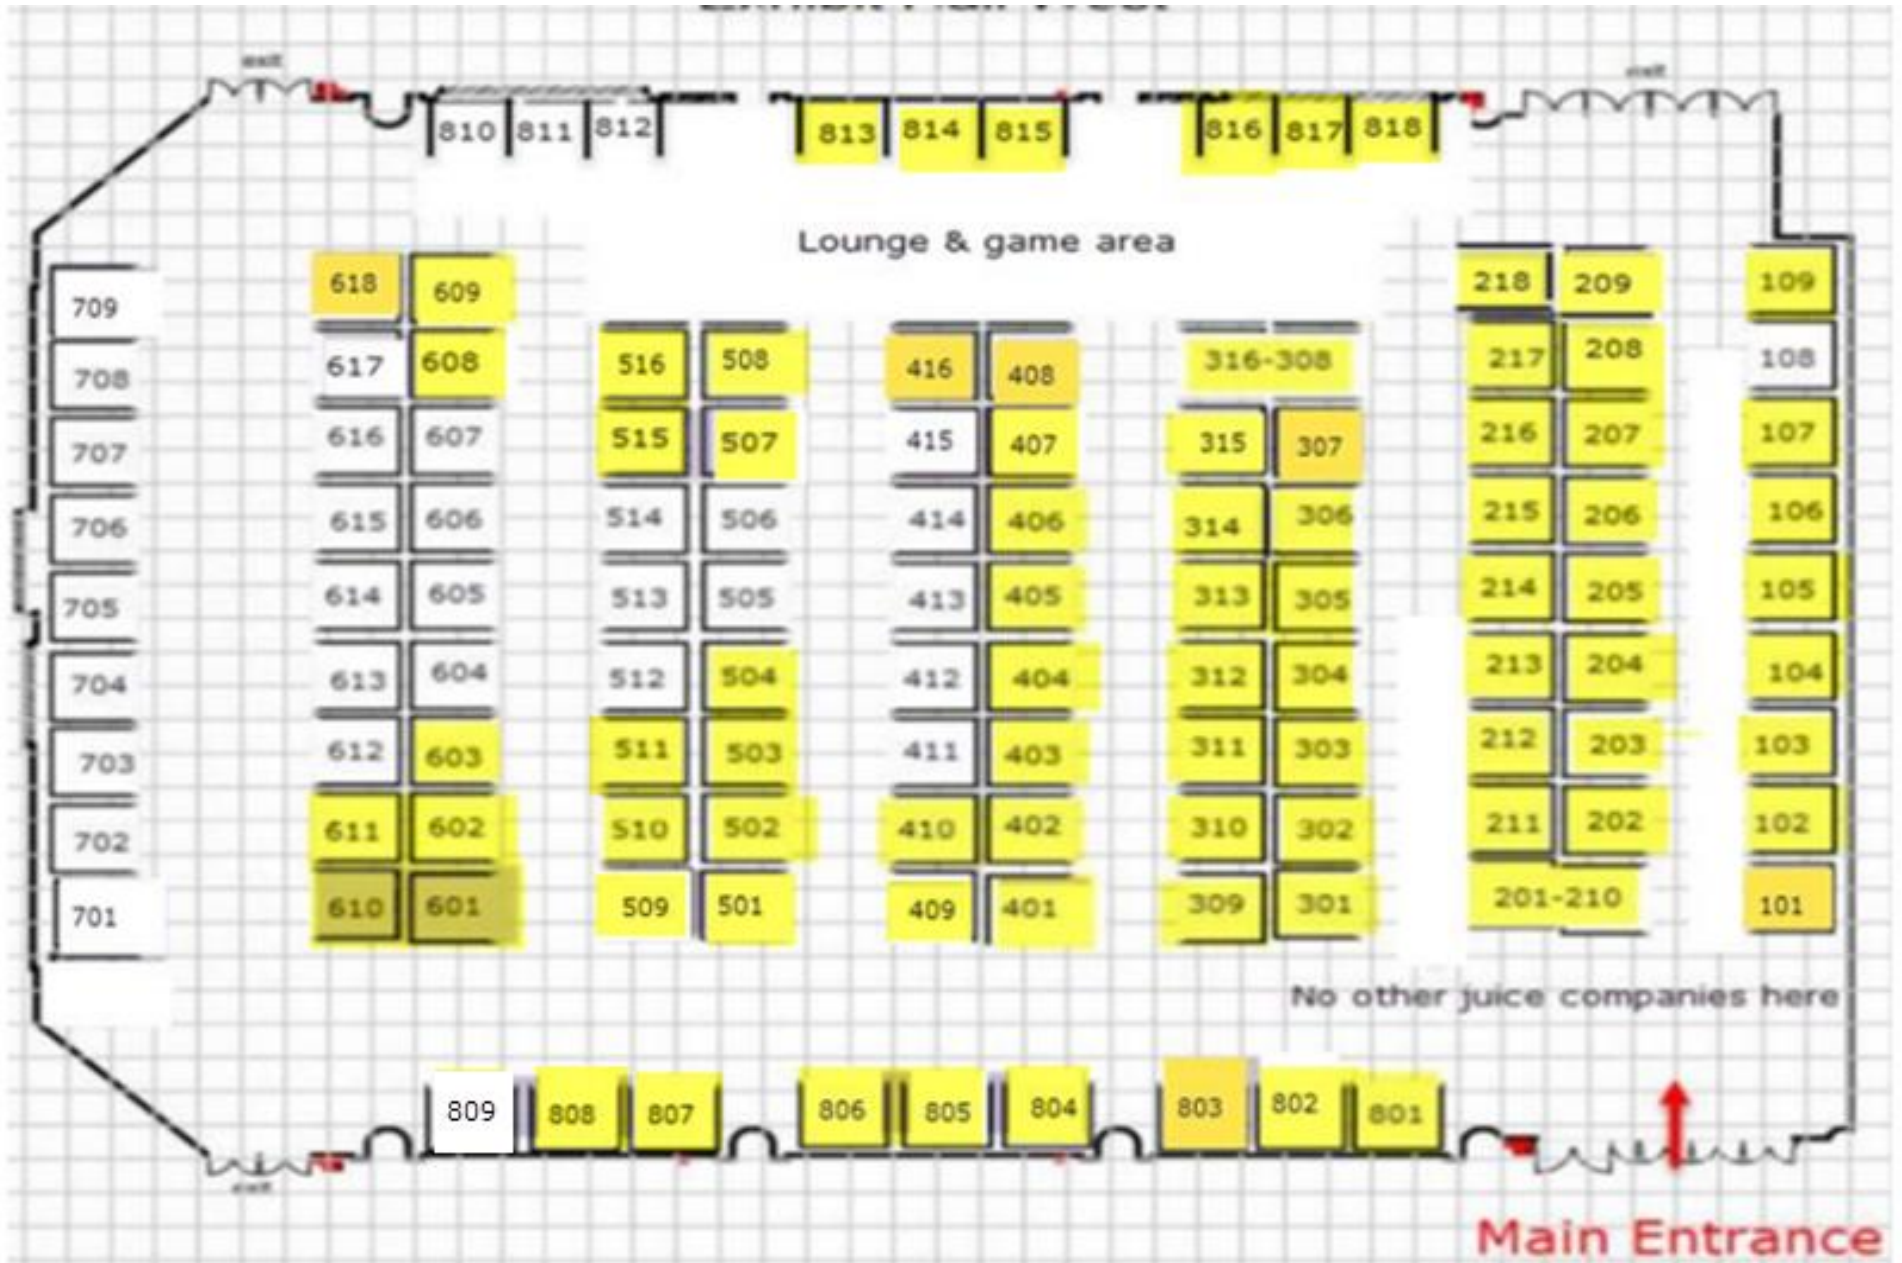 exit
exit
810 811 812 813 814 815 816 817 818
Lounge & game area
709 618 609 218 209 109
708 617 608 516 508 416 408 316-308 217 208 108
707 616 607 515 507 415 407 315 307 216 207 107
706 615 606 514 506 414 406 314 306 215 206 106
705 614 605 513 505 413 405 313 305 214 205 105
704 613 604 512 504 412 404 312 304 213 204 104
703 612 603 511 503 411 403 311 303 212 203 103
702 611 602 510 502 410 402 310 302 211 202 102
701 610 601 509 501 409 401 309 301 201-210 101
No other juice companies here
809 808 807 806 805 804 803 802 801
exit
Main Entrance